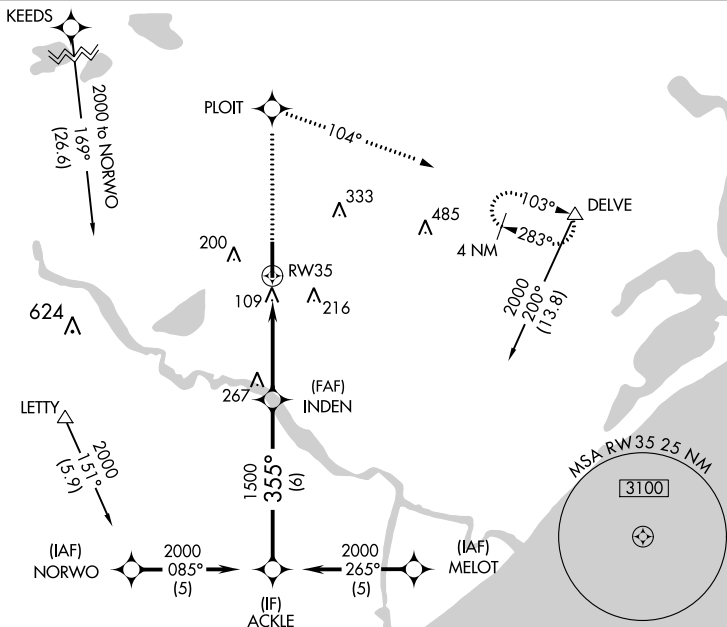 KEEDS
2000 to NORWO
169°
(26.6)
PLOIT
104°
333
485
103°
DELVE
283°
4 NM
2000
200°
(13.8)
200
RW35
109
216
624
267
(FAF)
INDEN
LETTY
2000
151°
(5.9)
1500
355°
(6)
MSA RW35 25 NM
3100
(IAF)
NORWO
2000
085°
(5)
(IF)
ACKLE
2000
265°
(5)
(IAF)
MELOT